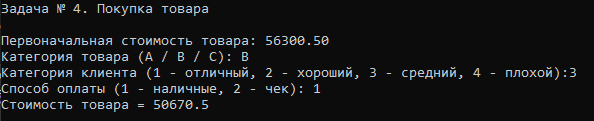 Задача № 4. Покупка товара
Первоначальная стоимость товара: 56300.50
Категория товара (A / B / C): B
Категория клиента (1 - отличный, 2 - хороший, 3 - средний, 4 - плохой):3
Способ оплаты (1 - наличные, 2 - чек): 1
Стоимость товара = 50670.5